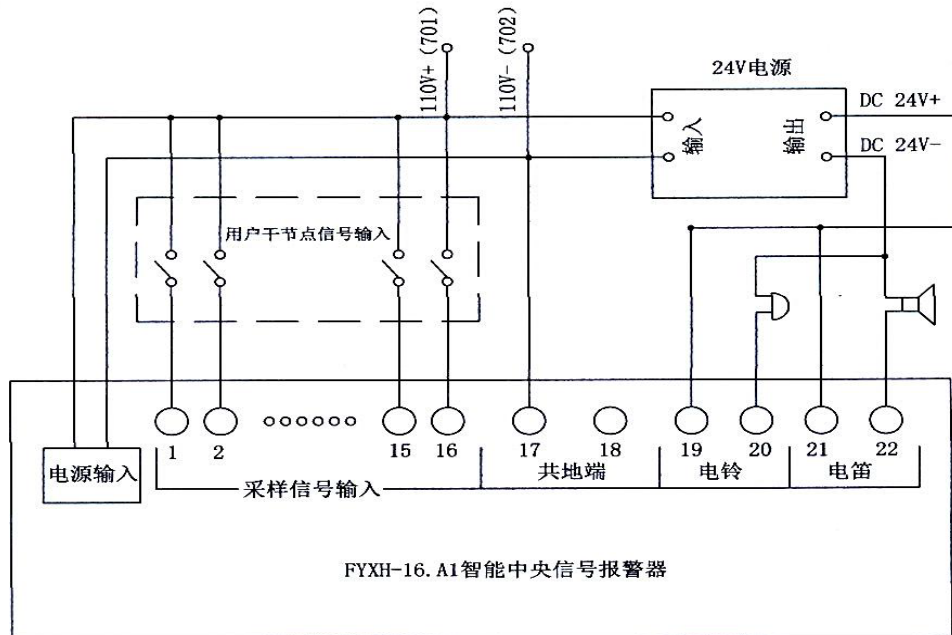 110V+(701)
110V-(702)
24V电源
输入
输出
DC 24V+
DC 24V-
用户干节点信号输入
1
2
15
16
17
18
19
20
21
22
电源输入
采样信号输入
共地端
电铃
电笛
FYXH-16.A1智能中央信号报警器